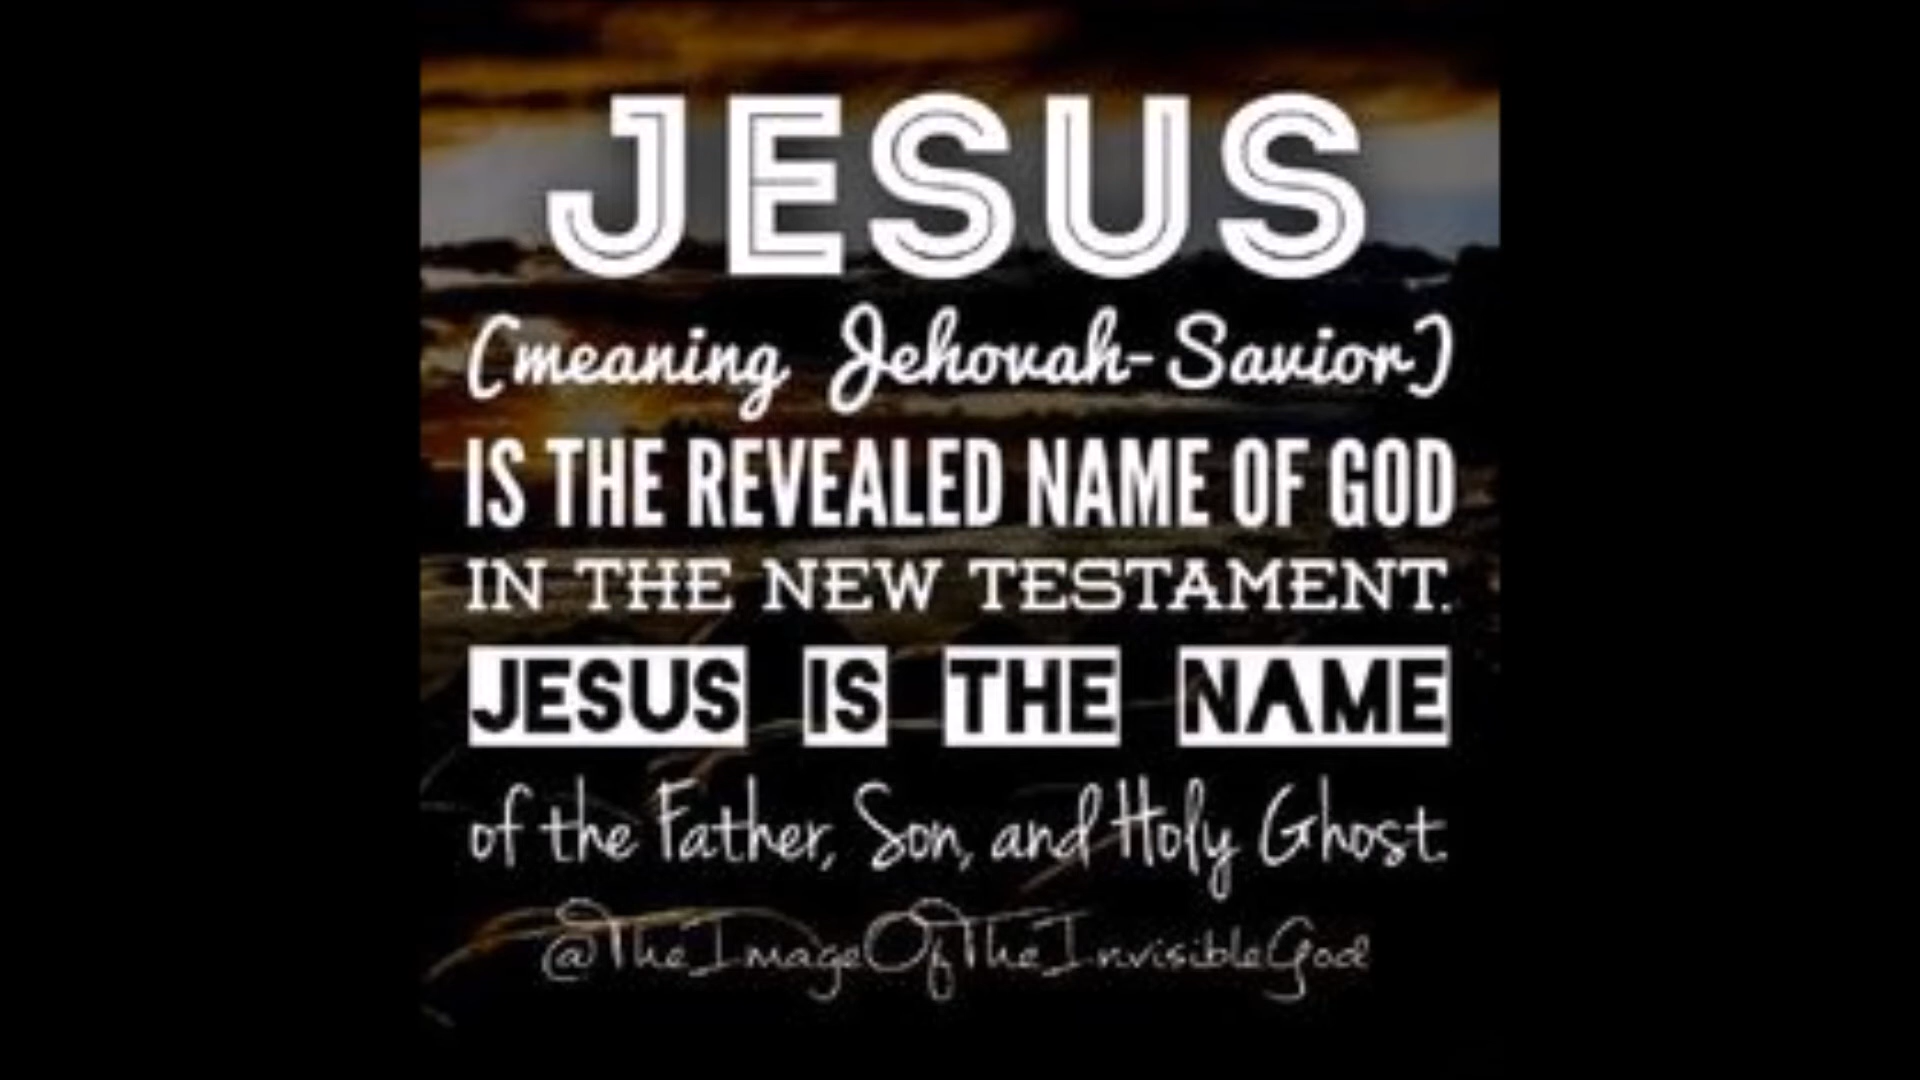 JESUS
(meaning Jehovah-Savior)
IS THE REVEALED NAME OF GOD
IN THE NEW TESTAMENT.
JESUS IS THE NAME
of the Father, Son, and Holy Ghost.
@TheImageOfTheInvisibleGod